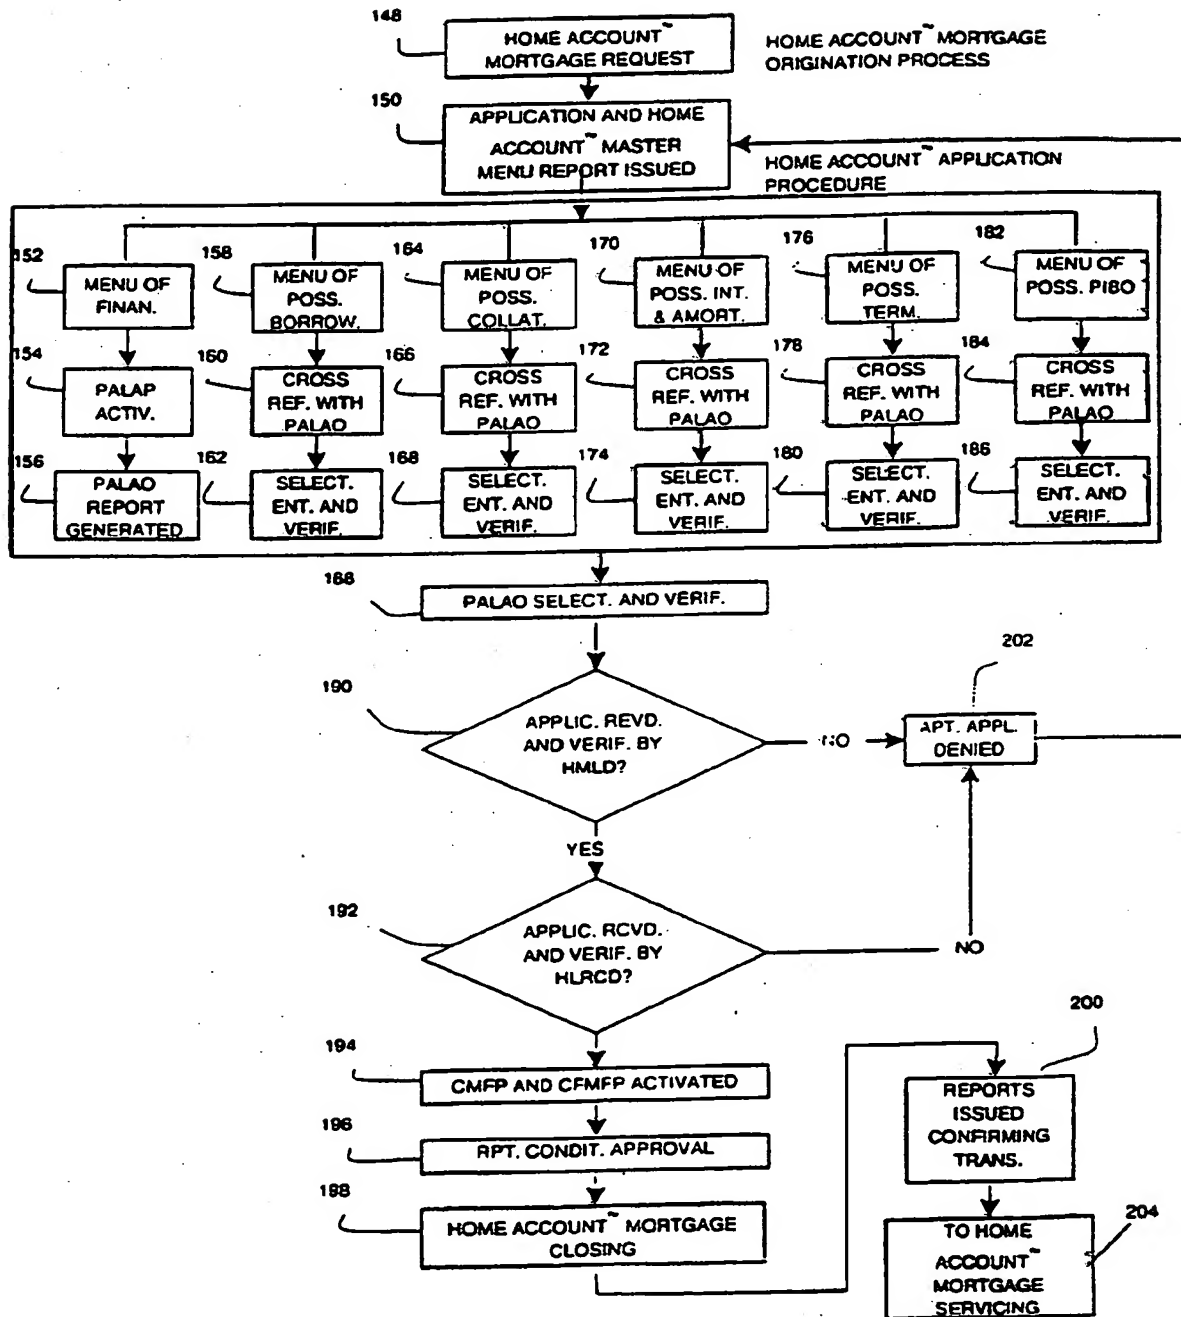 148
HOME ACCOUNT~
MORTGAGE REQUEST
HOME ACCOUNT~ MORTGAGE
ORIGINATION PROCESS
150
APPLICATION AND HOME
ACCOUNT~ MASTER
MENU REPORT ISSUED
HOME ACCOUNT~ APPLICATION
PROCEDURE
152
MENU OF
FINAN.
158
MENU OF
POSS.
BORROW.
164
MENU OF
POSS.
COLLAT.
170
MENU OF
POSS. INT.
& AMORT.
176
MENU OF
POSS.
TERM.
182
MENU OF
POSS. PIBO
154
PALAP
ACTIV.
160
CROSS
REF. WITH
PALAO
166
CROSS
REF. WITH
PALAO
172
CROSS
REF. WITH
PALAO
178
CROSS
REF. WITH
PALAO
184
CROSS
REF. WITH
PALAO
156
PALAO
REPORT
GENERATED
162
SELECT.
ENT. AND
VERIF.
168
SELECT.
ENT. AND
VERIF.
174
SELECT.
ENT. AND
VERIF.
180
SELECT.
ENT. AND
VERIF.
186
SELECT.
ENT. AND
VERIF.
168
PALAO SELECT. AND VERIF.
190
APPLIC. REVD.
AND VERIF. BY
HMLD?
NO
202
APT. APPL.
DENIED
YES
192
APPLIC. RCVD.
AND VERIF. BY
HLRCD?
NO
194
CMFP AND CFMFP ACTIVATED
196
RPT. CONDIT. APPROVAL
198
HOME ACCOUNT~ MORTGAGE
CLOSING
200
REPORTS
ISSUED
CONFIRMING
TRANS.
204
TO HOME
ACCOUNT~
MORTGAGE
SERVICING